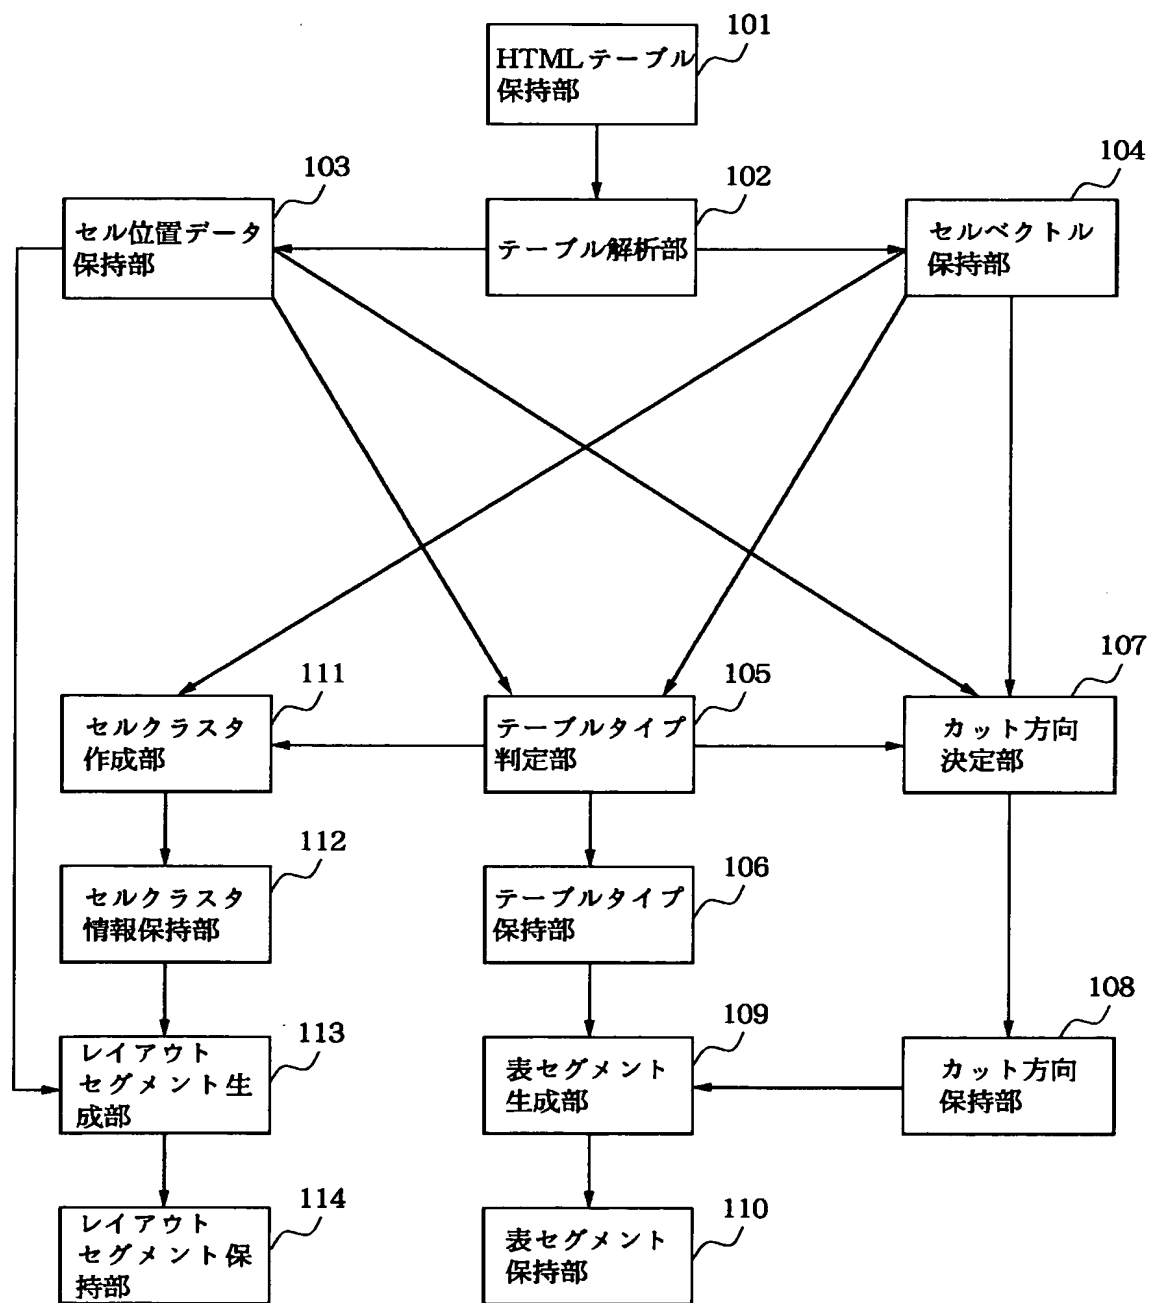 101
HTMLテーブル
保持部
103
セル位置データ
保持部
102
テーブル解析部
104
セルベクトル
保持部
111
セルクラスタ
作成部
105
テーブルタイプ
判定部
107
カット方向
決定部
112
セルクラスタ
情報保持部
106
テーブルタイプ
保持部
113
レイアウト
セグメント生
成部
109
表セグメント
生成部
108
カット方向
保持部
114
レイアウト
セグメント保
持部
110
表セグメント
保持部